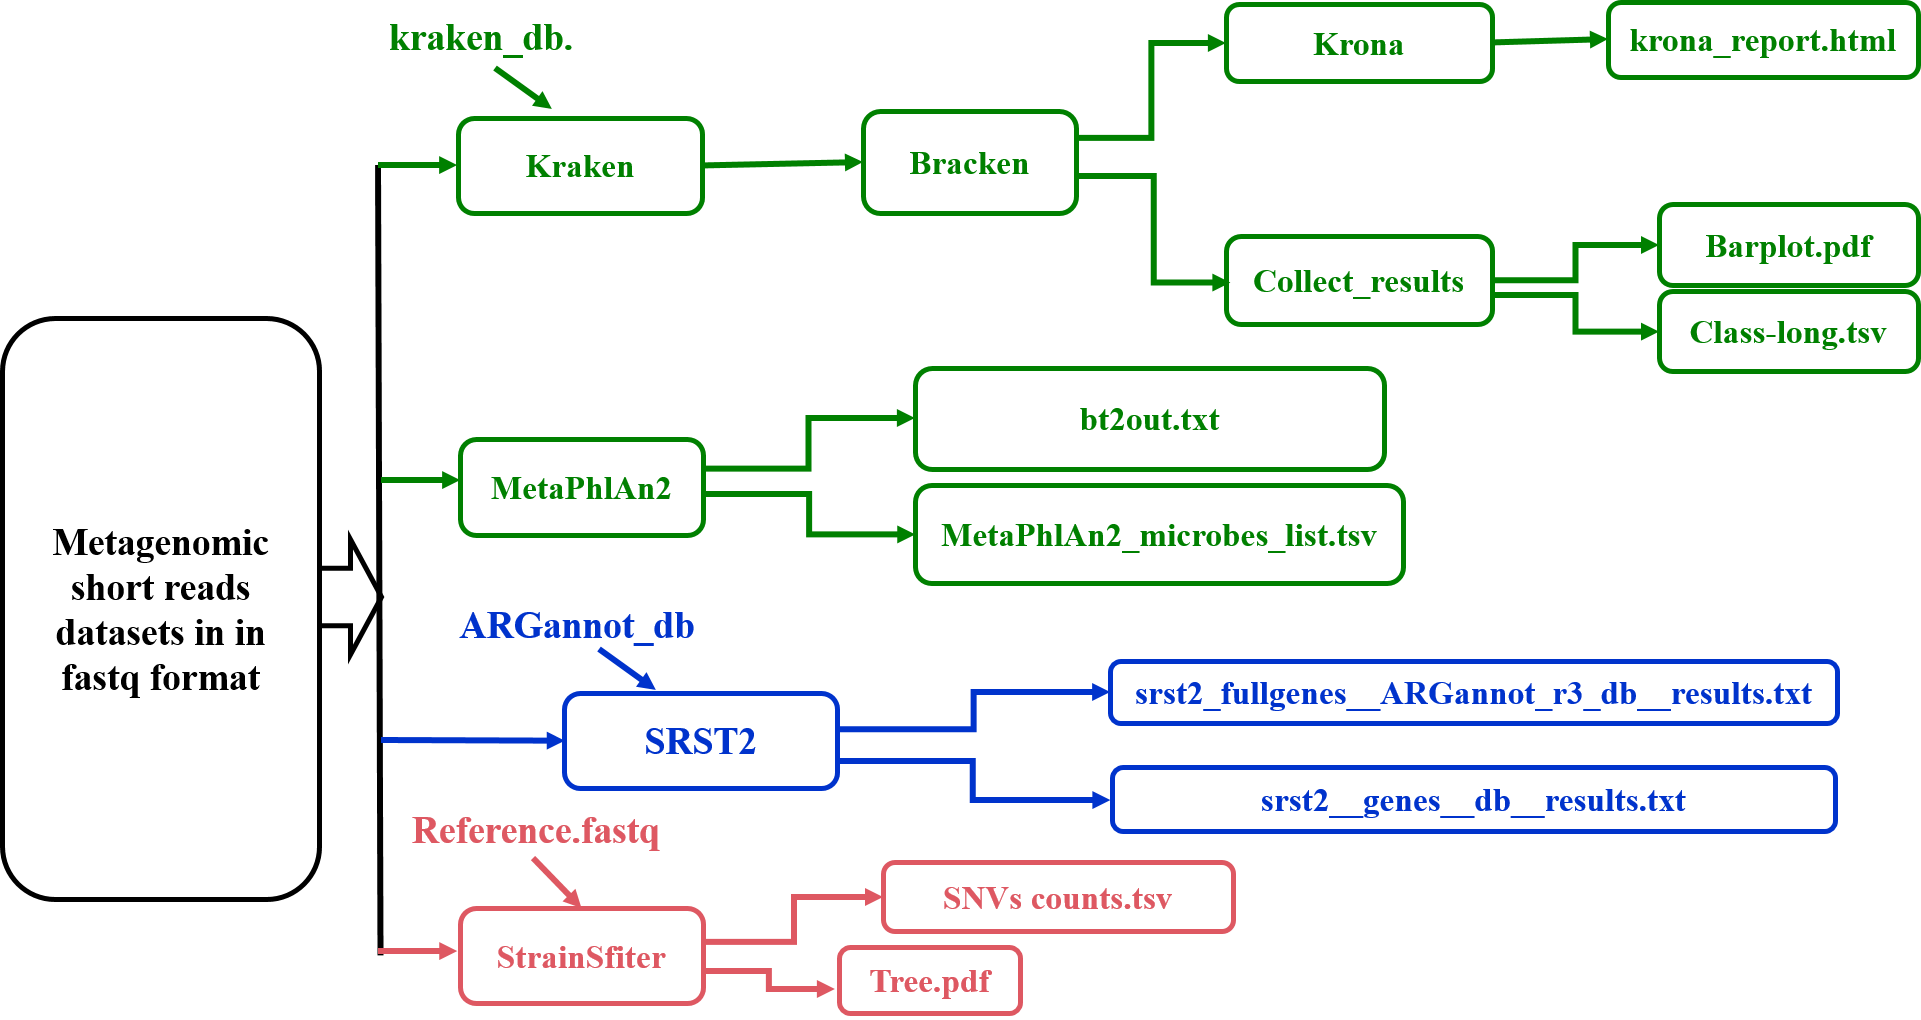 kraken_db.
Krona
krona_report.html
Kraken
Bracken
Collect_results
Barplot.pdf
Class-long.tsv
Metagenomic
short reads
datasets in in
fastq format
MetaPhlAn2
bt2out.txt
MetaPhlAn2_microbes_list.tsv
ARGannot_db
SRST2
srst2_fullgenes__ARGannot_r3_db__results.txt
srst2__genes__db__results.txt
Reference.fastq
StrainSfiter
SNVs counts.tsv
Tree.pdf